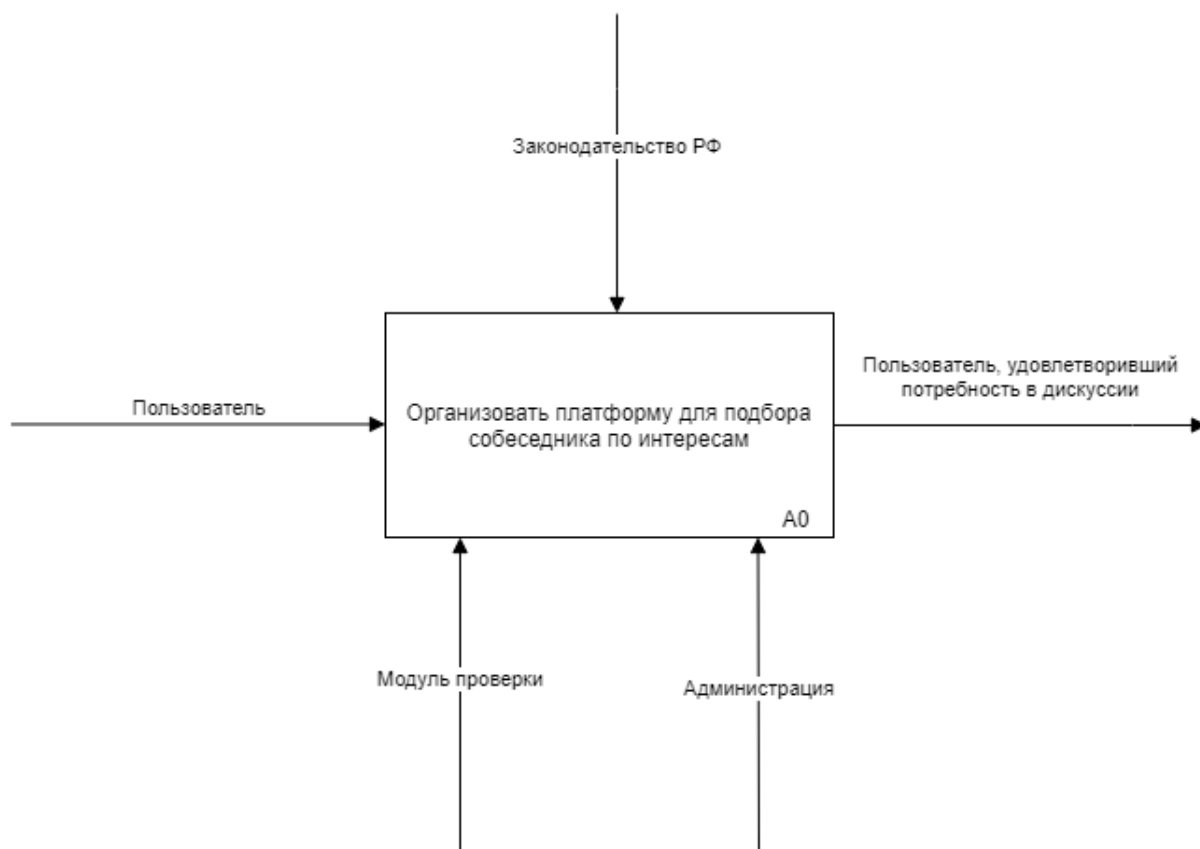 Законодательство РФ
Пользователь, удовлетворивший
потребность в дискуссии
Пользователь
Организовать платформу для подбора
собеседника по интересам
А0
Модуль проверки
Администрация